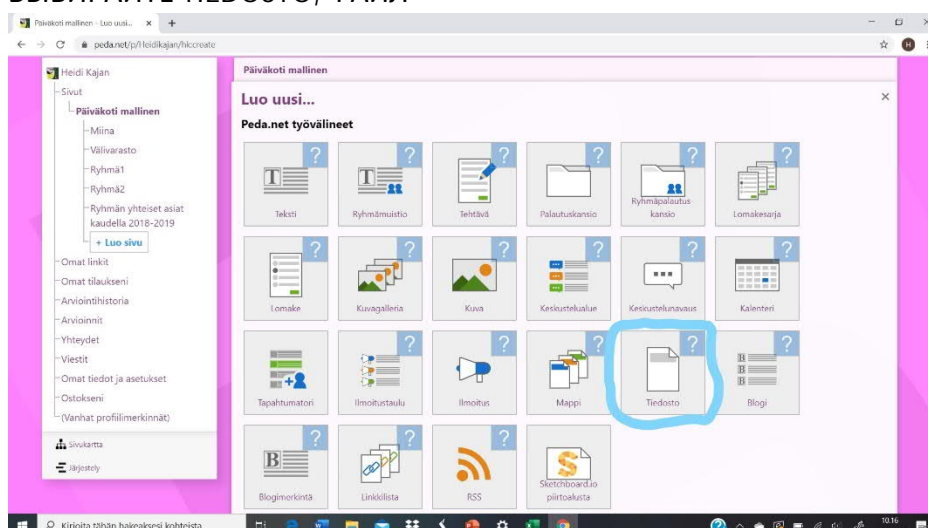 Päiväkoti mallinen - Luo uusi...
peda.net/p/Heidikajan/hlccreate
H
Heidi Kajan
Sivut
Päiväkoti mallinen
Miina
Välivarasto
Ryhmä1
Ryhmä2
Ryhmän yhteiset asiat
kaudella 2018-2019
+ Luo sivu
Omat linkit
Omat tilaukseni
Arviointihistoria
Arvioinnit
Yhteydet
Viestit
Omat tiedot ja asetukset
Ostokseni
(Vanhat profiilimerkinnät)
Sivukartta
Järjestely
Päiväkoti mallinen
Luo uusi...
Peda.net työvälineet
Teksti
Ryhmämuistio
Tehtävä
Palautuskansio
Ryhmäpalautus
kansio
Lomakesarja
Lomake
Kuvagalleria
Kuva
Keskustelualue
Keskustelunavaus
Kalenteri
Tapahtumatori
Ilmoitustaulu
Ilmoitus
Mappi
Tiedosto
Blogi
Blogimerkintä
Linkkilista
RSS
Sketchboard.io
piirtoalusta
Kirjoita tähän hakeaksesi kohteista
10.16